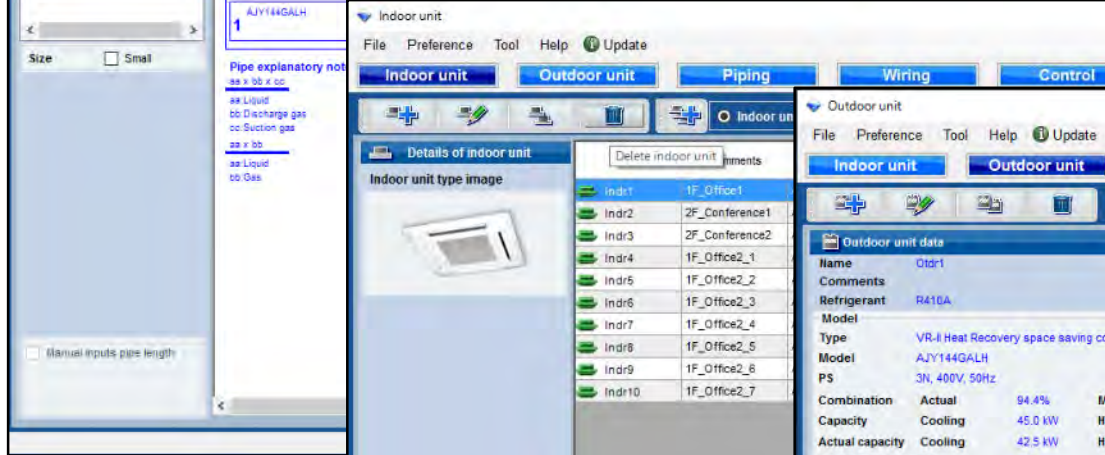 AJY144GALH
1
Size Small
Pipe explanatory not
aa x bb x cc
aa:Liquid
bb:Discharge gas
cc:Suction gas
aa x bb
aa:Liquid
bb:Gas
Manual inputs pipe length
Indoor unit
File Preference Tool Help Update
Indoor unit Outdoor unit Piping Wiring Control
Indoor un
Details of indoor unit
Delete indoor unit mments
Indoor unit type image
Indr1 1F_Office1
Indr2 2F_Conference1
Indr3 2F_Conference2
Indr4 1F_Office2_1
Indr5 1F_Office2_2
Indr6 1F_Office2_3
Indr7 1F_Office2_4
Indr8 1F_Office2_5
Indr9 1F_Office2_6
Indr10 1F_Office2_7
Outdoor unit
File Preference Tool Help Update
Indoor unit Outdoor unit
Outdoor unit data
Name Otdr1
Comments
Refrigerant R410A
Model
Type VR-II Heat Recovery space saving co
Model AJY144GALH
PS 3N, 400V, 50Hz
Combination Actual 94.4% M
Capacity Cooling 45.0 kW H
Actual capacity Cooling 42.5 kW H